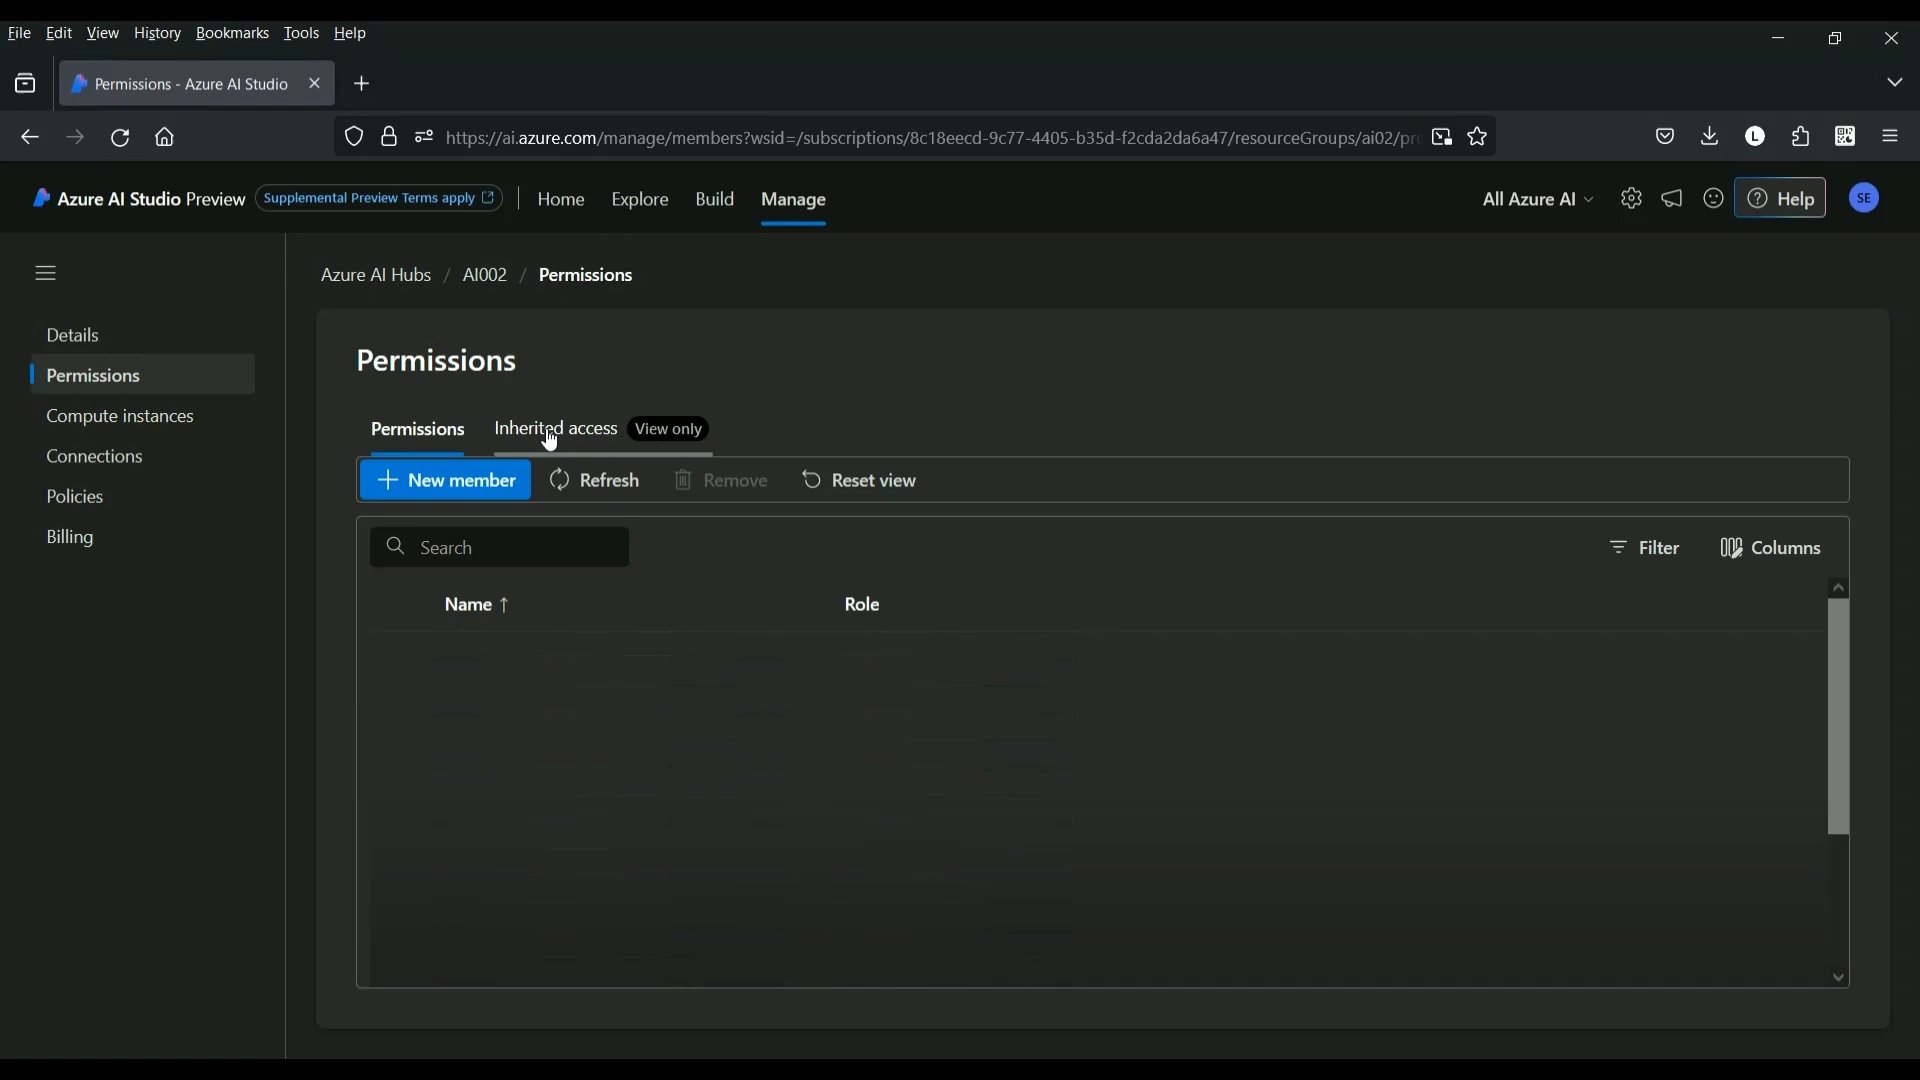 File Edit View History Bookmarks Tools Help
Permissions - Azure AI Studio
https://ai.azure.com/manage/members?wsid=/subscriptions/8c18eecd-9c77-4405-b35d-f2cda2da6a47/resourceGroups/ai02/pr
Azure AI Studio Preview Supplemental Preview Terms apply Home Explore Build Manage All Azure AI Help SE
Azure AI Hubs / AI002 / Permissions
Details
Permissions
Compute instances
Connections
Policies
Billing
Permissions
Permissions Inherited access View only
New member Refresh Remove Reset view
Search Filter Columns
Name ↑ Role